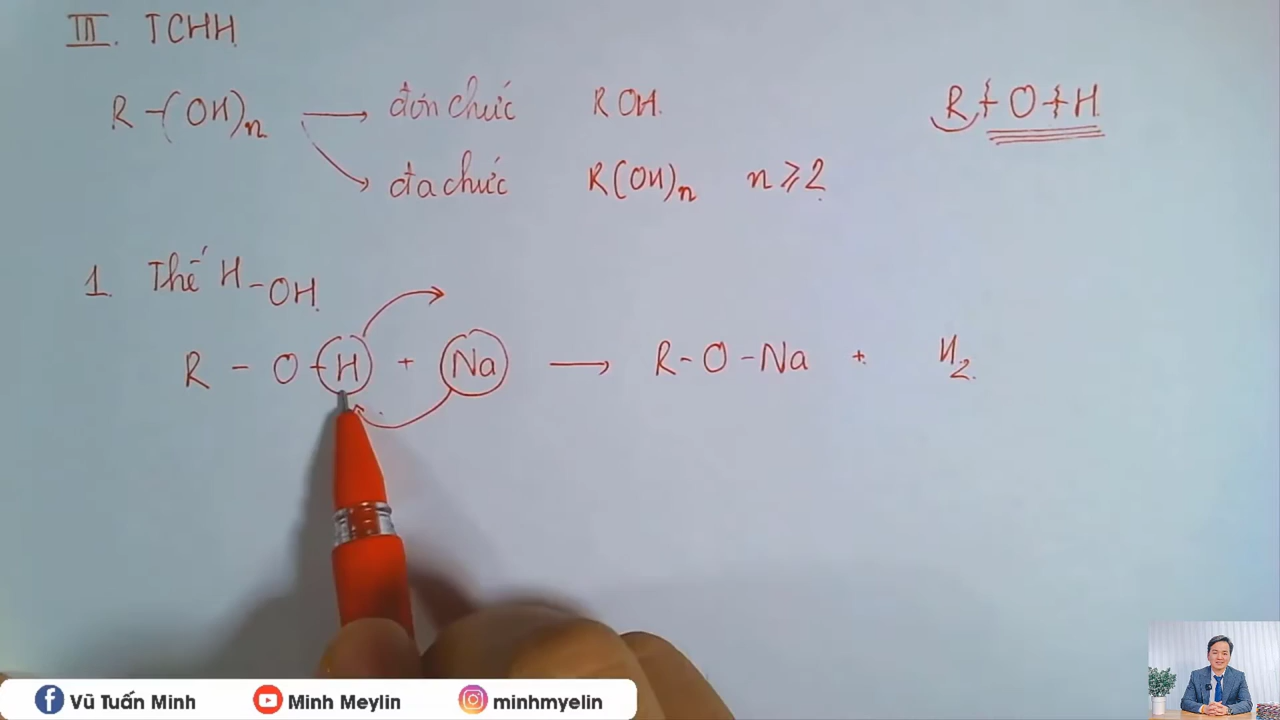 III. TCHH
R-(OH)n → đơn chức ROH. R+O+H
đa chức R(OH)n n≥2
1. Thế H-OH.
R - O-H + Na → R-O-Na + H2.
Vũ Tuấn Minh Minh Meylin minhmyelin